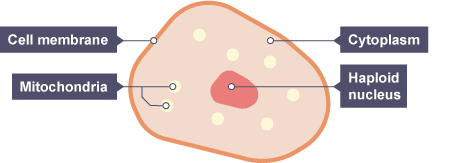 Cell membrane
Cytoplasm
Mitochondria
Haploid
nucleus